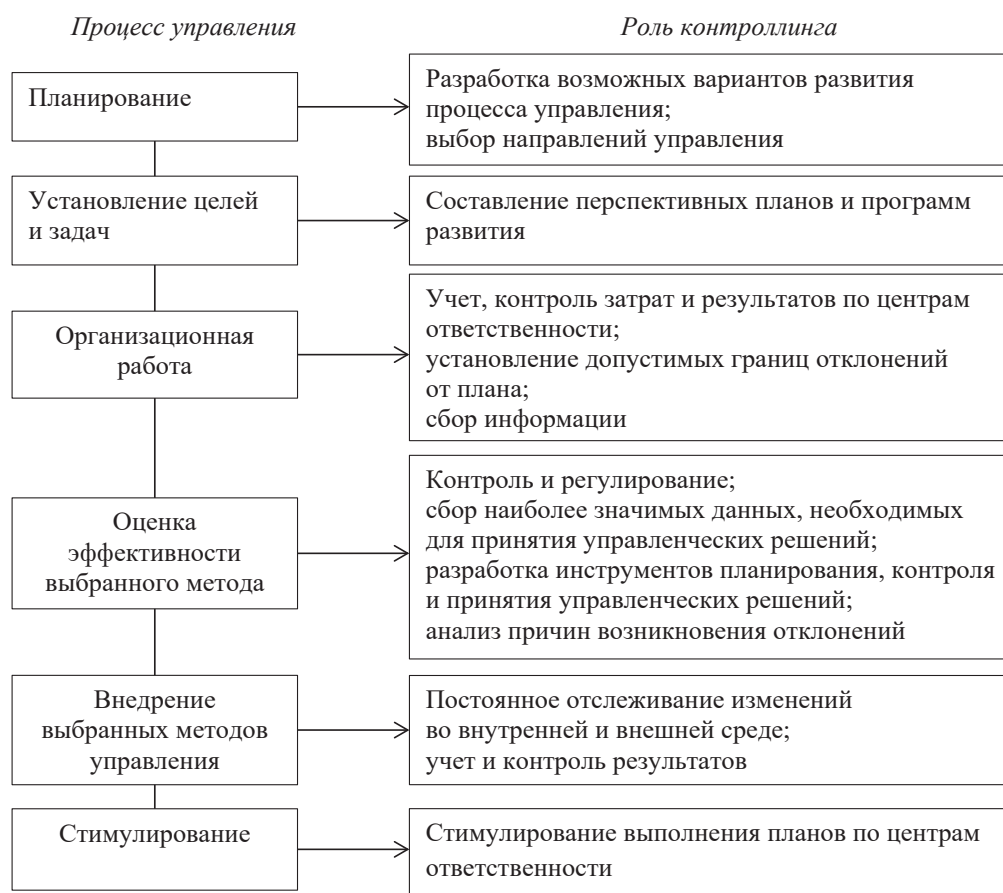 Процесс управления
Роль контроллинга
Планирование
Разработка возможных вариантов развития
процесса управления;
выбор направлений управления
Установление целей
и задач
Составление перспективных планов и программ
развития
Организационная
работа
Учет, контроль затрат и результатов по центрам
ответственности;
установление допустимых границ отклонений
от плана;
сбор информации
Оценка
эффективности
выбранного метода
Контроль и регулирование;
сбор наиболее значимых данных, необходимых
для принятия управленческих решений;
разработка инструментов планирования, контроля
и принятия управленческих решений;
анализ причин возникновения отклонений
Внедрение
выбранных методов
управления
Постоянное отслеживание изменений
во внутренней и внешней среде;
учет и контроль результатов
Стимулирование
Стимулирование выполнения планов по центрам
ответственности